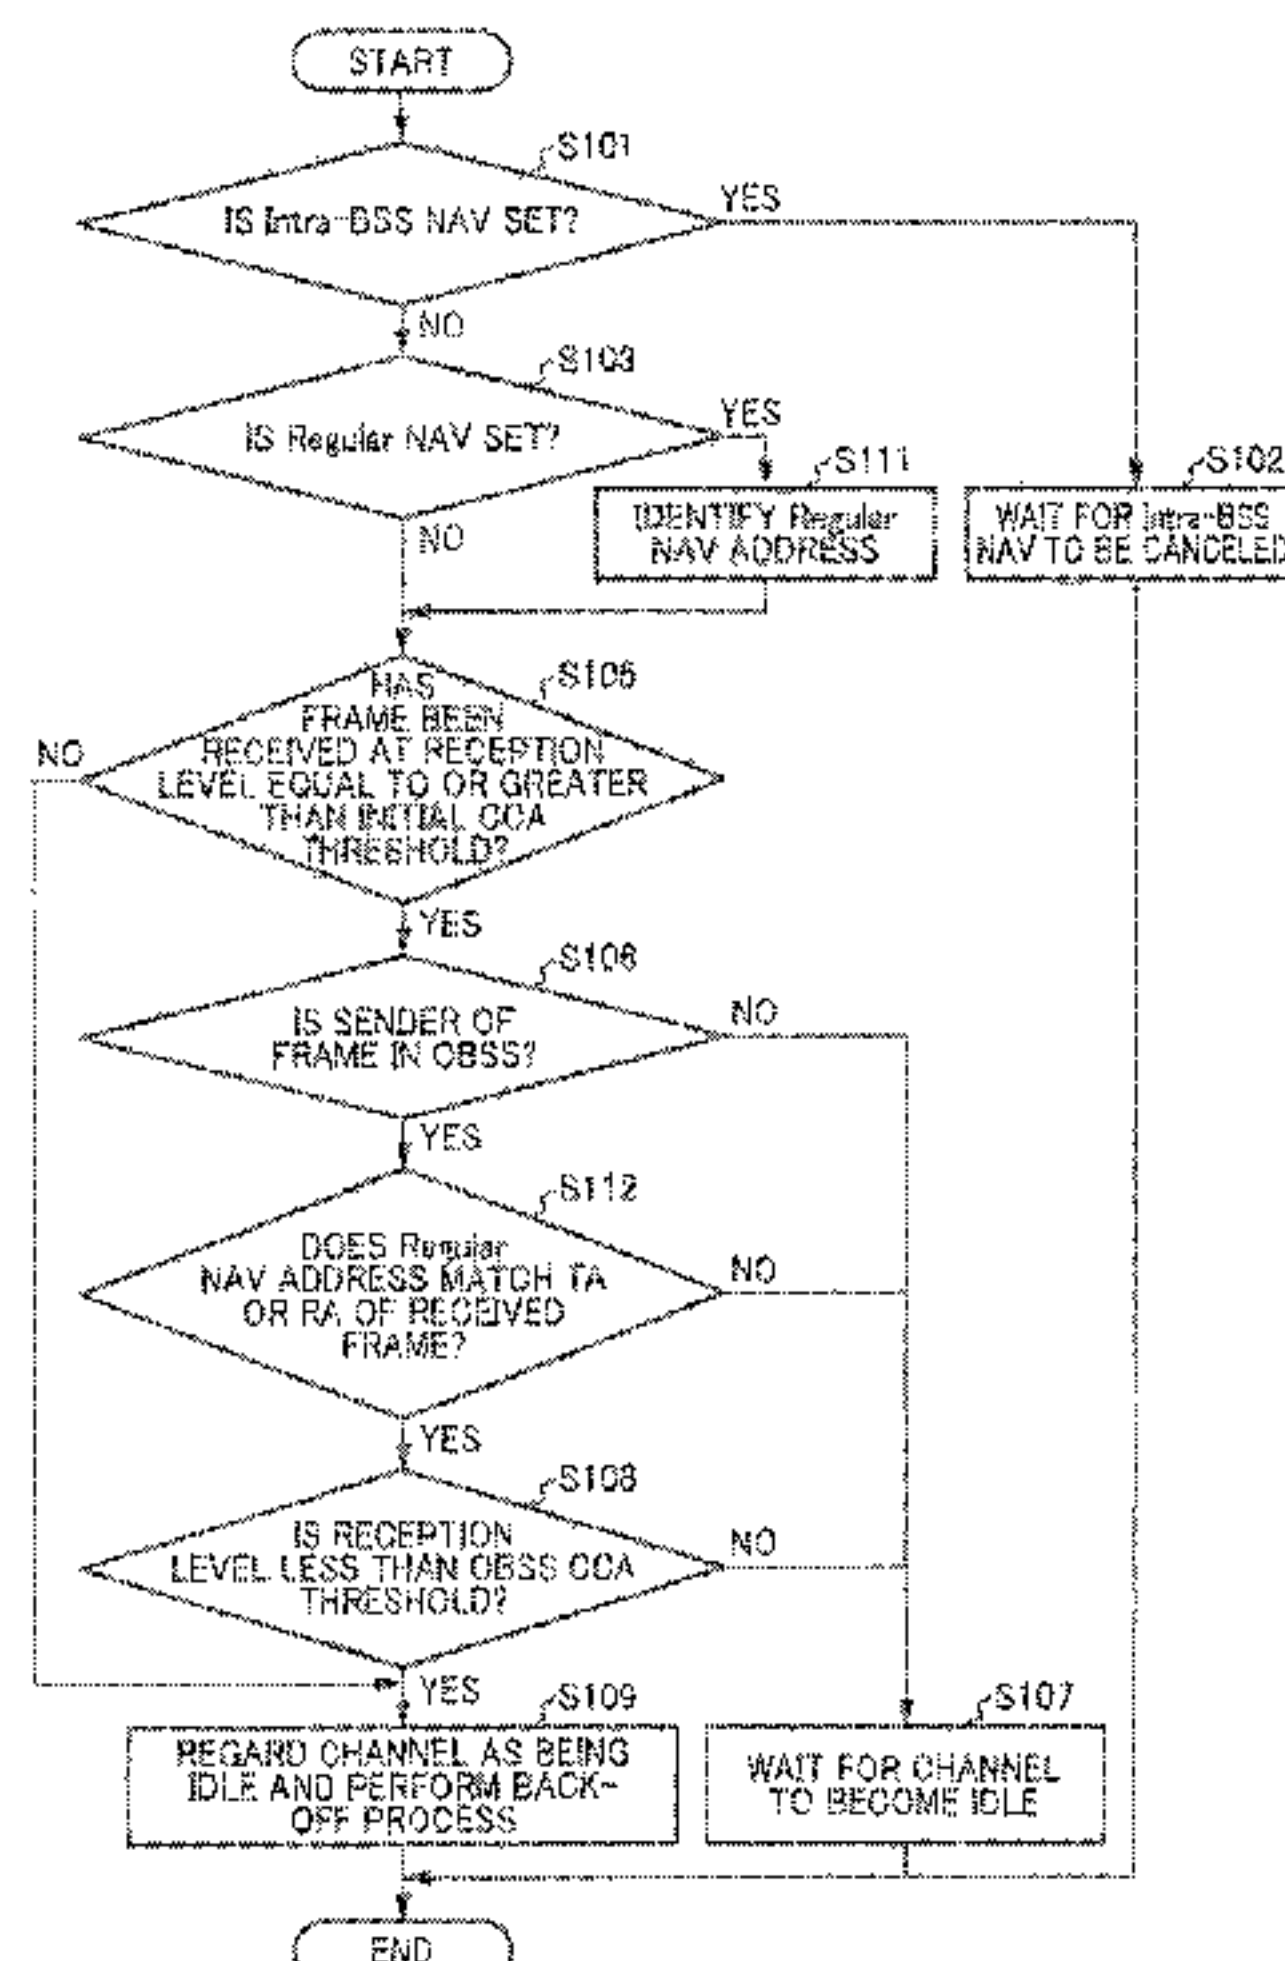 START
S101
IS Intra-BSS NAV SET?
YES
NO
S103
IS Regular NAV SET?
YES
S111
IDENTIFY Regular
NAV ADDRESS
S102
WAIT FOR Intra-BSS
NAV TO BE CANCELED
NO
S105
HAS
FRAME BEEN
RECEIVED AT RECEPTION
LEVEL EQUAL TO OR GREATER
THAN INITIAL CCA
THRESHOLD?
NO
YES
S106
IS SENDER OF
FRAME IN OBSS?
NO
YES
S112
DOES Regular
NAV ADDRESS MATCH TA
OR RA OF RECEIVED
FRAME?
NO
YES
S108
IS RECEPTION
LEVEL LESS THAN OBSS CCA
THRESHOLD?
NO
YES
S109
REGARD CHANNEL AS BEING
IDLE AND PERFORM BACK-
OFF PROCESS
S107
WAIT FOR CHANNEL
TO BECOME IDLE
END